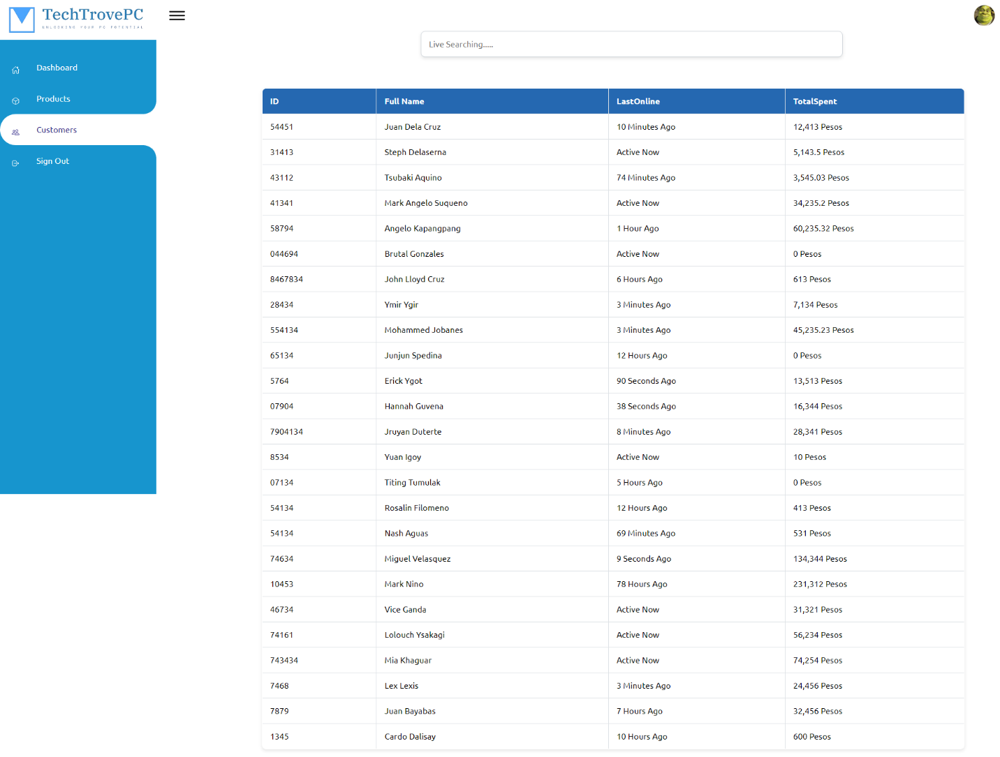 TechTrovePC
UNLOCKING YOUR PC POTENTIAL
Live Searching.....
Dashboard
Products
Customers
Sign Out
ID Full Name LastOnline TotalSpent
54451 Juan Dela Cruz 10 Minutes Ago 12,413 Pesos
31413 Steph Delaserna Active Now 5,143.5 Pesos
43112 Tsubaki Aquino 74 Minutes Ago 3,545.03 Pesos
41341 Mark Angelo Suqueno Active Now 34,235.2 Pesos
58794 Angelo Kapangpang 1 Hour Ago 60,235.32 Pesos
044694 Brutal Gonzales Active Now 0 Pesos
8467834 John Lloyd Cruz 6 Hours Ago 613 Pesos
28434 Ymir Ygir 3 Minutes Ago 7,134 Pesos
554134 Mohammed Jobanes 3 Minutes Ago 45,235.23 Pesos
65134 Junjun Spedina 12 Hours Ago 0 Pesos
5764 Erick Ygot 90 Seconds Ago 13,513 Pesos
07904 Hannah Guvena 38 Seconds Ago 16,344 Pesos
7904134 Jruyan Duterte 8 Minutes Ago 28,341 Pesos
8534 Yuan Igoy Active Now 10 Pesos
07134 Titing Tumulak 5 Hours Ago 0 Pesos
54134 Rosalin Filomeno 12 Hours Ago 413 Pesos
54134 Nash Aguas 69 Minutes Ago 531 Pesos
74634 Miguel Velasquez 9 Seconds Ago 134,344 Pesos
10453 Mark Nino 78 Hours Ago 231,312 Pesos
46734 Vice Ganda Active Now 31,321 Pesos
74161 Lolouch Ysakagi Active Now 56,234 Pesos
743434 Mia Khaguar Active Now 74,254 Pesos
7468 Lex Lexis 3 Minutes Ago 24,456 Pesos
7879 Juan Bayabas 7 Hours Ago 32,456 Pesos
1345 Cardo Dalisay 10 Hours Ago 600 Pesos